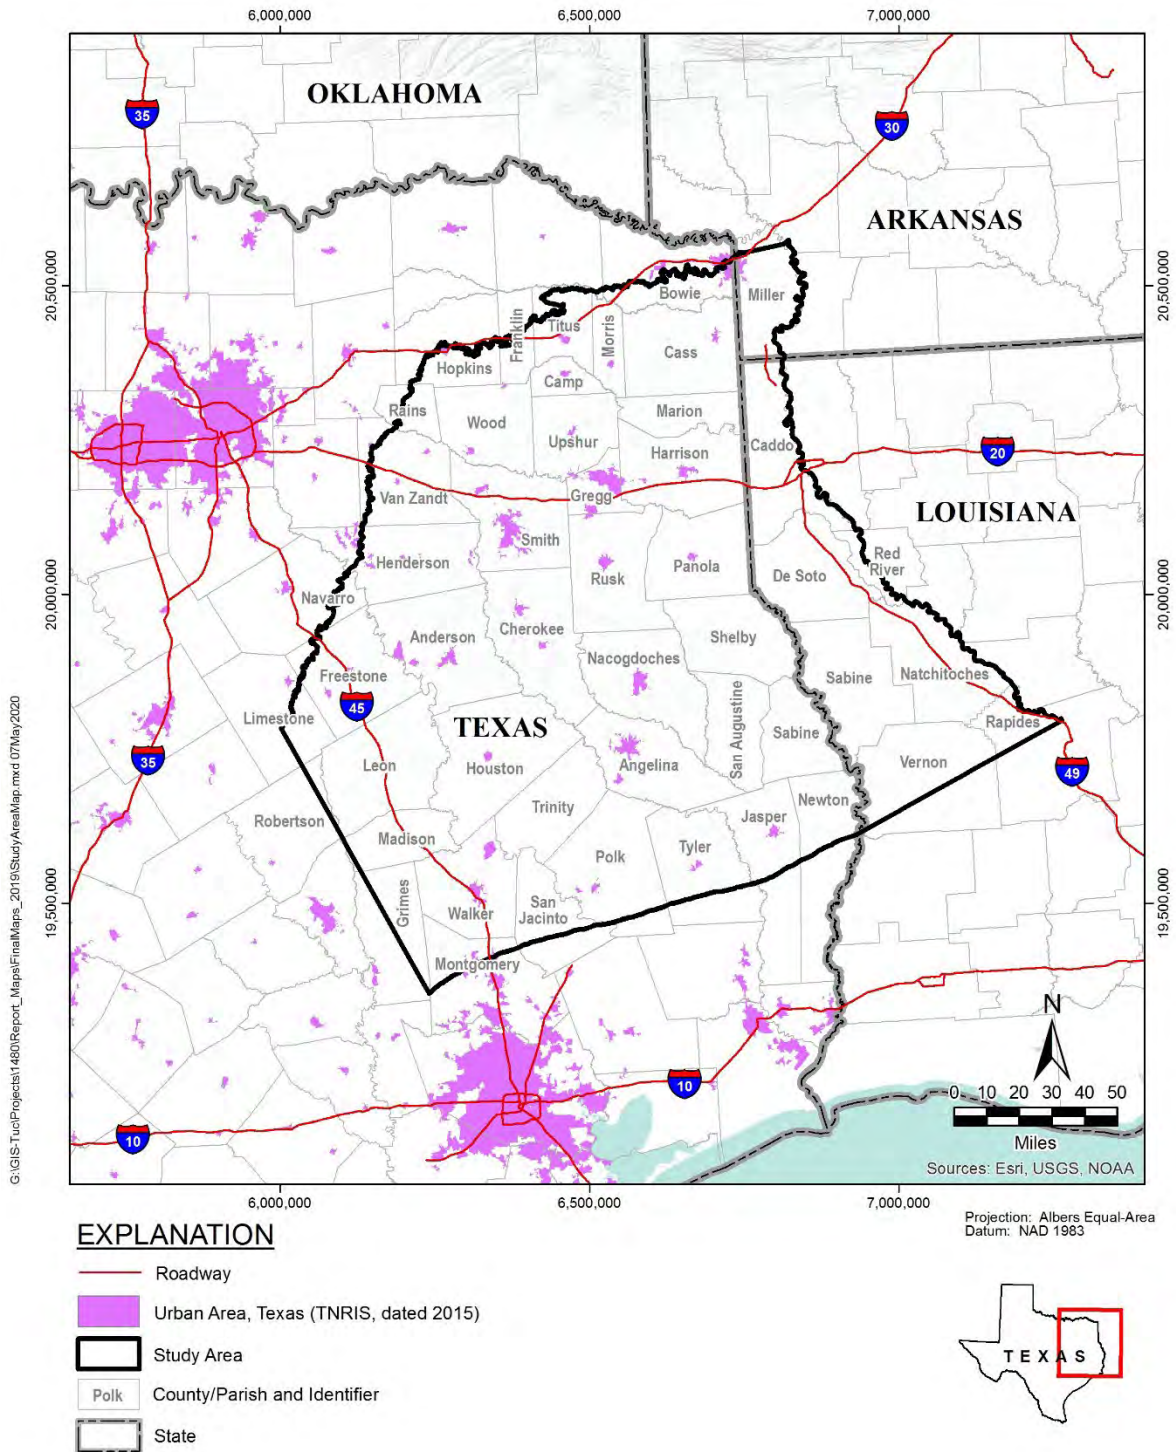 6,000,000
6,500,000
7,000,000
OKLAHOMA
35
30
ARKANSAS
20,500,000
20,500,000
Bowie
Miller
Franklin
Titus
Morris
Hopkins
Cass
Camp
Rains
Wood
Marion
Upshur
Harrison
Caddo
20
Van Zandt
Gregg
LOUISIANA
Smith
Henderson
Rusk
Panola
De Soto
Red
River
20,000,000
20,000,000
Navarro
Anderson
Cherokee
Shelby
Nacogdoches
Sabine
Natchitoches
Freestone
45
Limestone
TEXAS
San Augustine
Sabine
Rapides
35
Leon
Houston
Angelina
Vernon
49
Trinity
Newton
Robertson
Madison
Jasper
Polk
Tyler
19,500,000
19,500,000
Grimes
Walker
San
Jacinto
Montgomery
N
10
0 10 20 30 40 50
Miles
10
Sources: Esri, USGS, NOAA
6,000,000
6,500,000
7,000,000
G:\GIS-Tuc\Projects\1480\Report_Maps\FinalMaps_2019\StudyAreaMap.mxd 07May2020
Projection: Albers Equal-Area
Datum: NAD 1983
EXPLANATION
Roadway
Urban Area, Texas (TNRIS, dated 2015)
Study Area
Polk County/Parish and Identifier
State
TEXAS